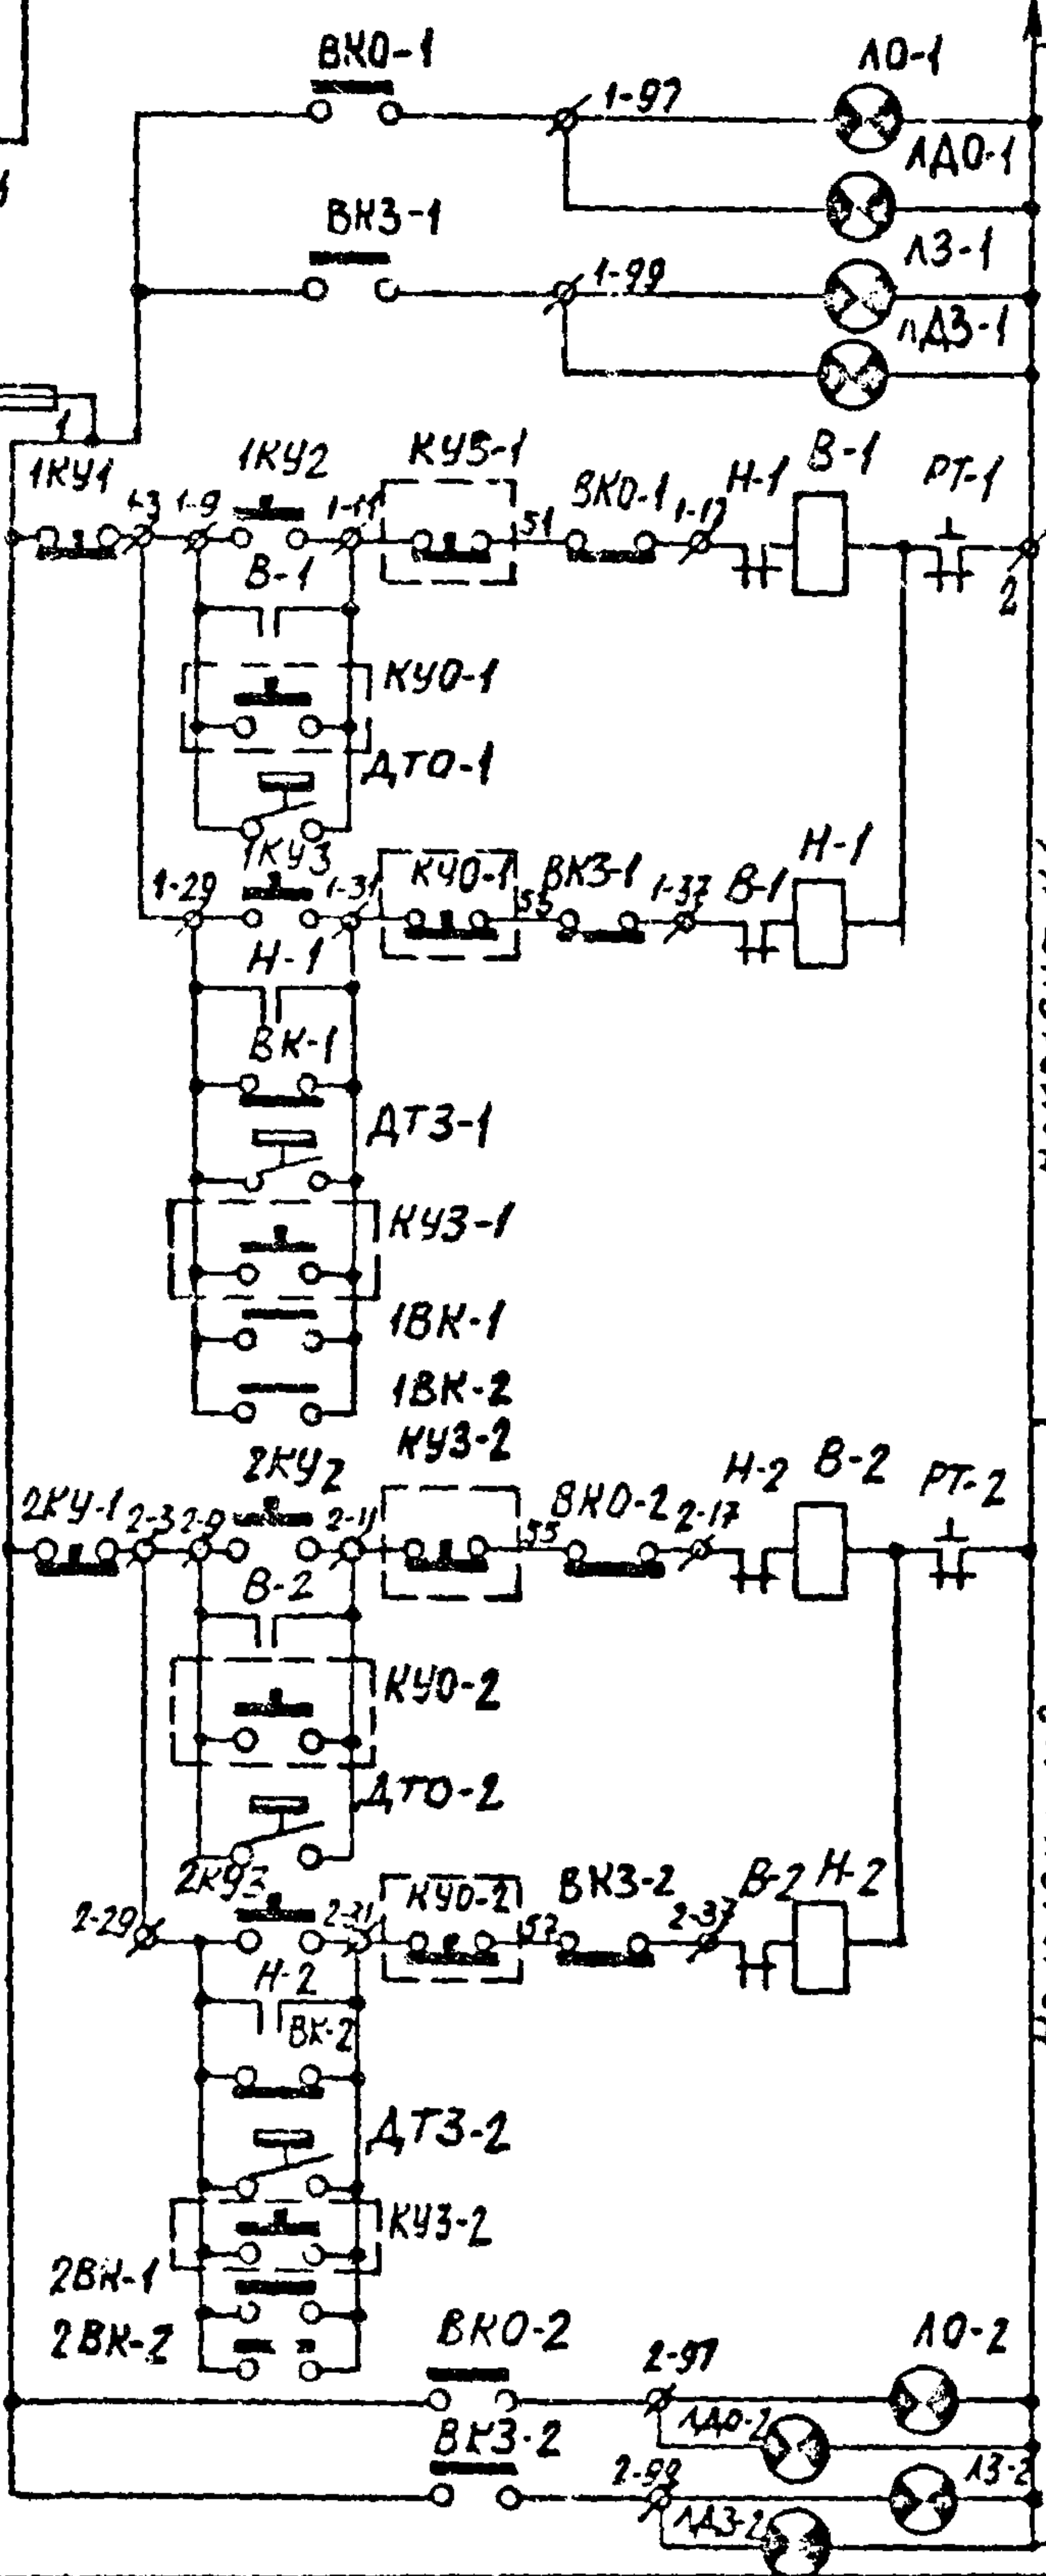 ВКО-1
1-97
ЛО-1
ЛДО-1
ВКЗ-1
1-99
ЛЗ-1
ЛДЗ-1
1
1КУ1
1-3
1-9
1КУ2
1-11
КУЗ-1
51
ВКО-1
1-17
Н-1
В-1
РТ-1
2
В-1
КУО-1
ДТО-1
1-29
1КУЗ
1-31
КУО-1
53
ВКЗ-1
1-37
В-1
Н-1
Н-1
ВК-1
ДТЗ-1
КУЗ-1
1ВК-1
1ВК-2
КУЗ-2
2КУ-1
2-3
2-9
2КУ2
2-11
55
ВКО-2
2-17
Н-2
В-2
РТ-2
В-2
КУО-2
ДТО-2
2КУЗ
2-29
2-31
КУО-2
57
ВКЗ-2
2-37
В-2
Н-2
Н-2
ВК-2
ДТЗ-2
КУЗ-2
2ВК-1
2ВК-2
ВКО-2
2-97
ЛО-2
ЛДО-2
ВКЗ-2
2-99
ЛЗ-2
ЛДЗ-2